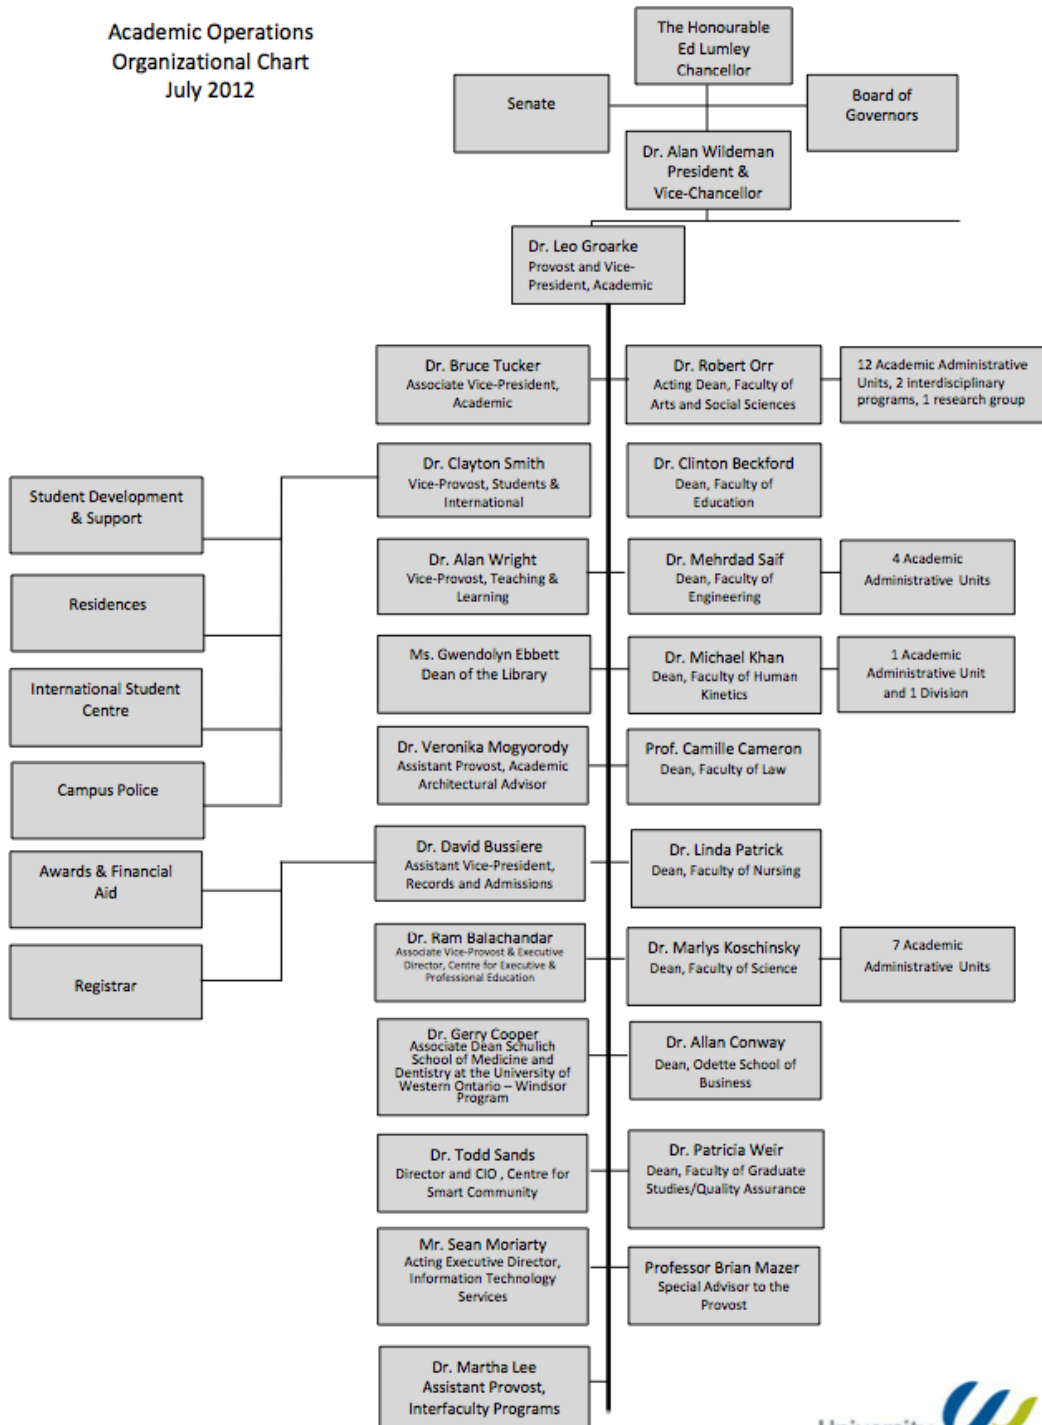 Academic Operations
Organizational Chart
July 2012
The Honourable
Ed Lumley
Chancellor
Senate
Board of
Governors
Dr. Alan Wildeman
President &
Vice-Chancellor
Dr. Leo Groarke
Provost and Vice-
President, Academic
Dr. Bruce Tucker
Associate Vice-President,
Academic
Dr. Robert Orr
Acting Dean, Faculty of
Arts and Social Sciences
12 Academic Administrative
Units, 2 interdisciplinary
programs, 1 research group
Dr. Clayton Smith
Vice-Provost, Students &
International
Dr. Clinton Beckford
Dean, Faculty of
Education
Student Development
& Support
Dr. Alan Wright
Vice-Provost, Teaching &
Learning
Dr. Mehrdad Saif
Dean, Faculty of
Engineering
4 Academic
Administrative Units
Residences
Ms. Gwendolyn Ebbett
Dean of the Library
Dr. Michael Khan
Dean, Faculty of Human
Kinetics
1 Academic
Administrative Unit
and 1 Division
International Student
Centre
Dr. Veronika Mogyorody
Assistant Provost, Academic
Architectural Advisor
Prof. Camille Cameron
Dean, Faculty of Law
Campus Police
Dr. David Bussiere
Assistant Vice-President,
Records and Admissions
Dr. Linda Patrick
Dean, Faculty of Nursing
Awards & Financial
Aid
Dr. Ram Balachandar
Associate Vice-Provost & Executive
Director, Centre for Executive &
Professional Education
Dr. Marlys Koschinsky
Dean, Faculty of Science
7 Academic
Administrative Units
Registrar
Dr. Gerry Cooper
Associate Dean Schulich
School of Medicine and
Dentistry at the University of
Western Ontario – Windsor
Program
Dr. Allan Conway
Dean, Odette School of
Business
Dr. Todd Sands
Director and CIO , Centre for
Smart Community
Dr. Patricia Weir
Dean, Faculty of Graduate
Studies/Quality Assurance
Mr. Sean Moriarty
Acting Executive Director,
Information Technology
Services
Professor Brian Mazer
Special Advisor to the
Provost
Dr. Martha Lee
Assistant Provost,
Interfaculty Programs